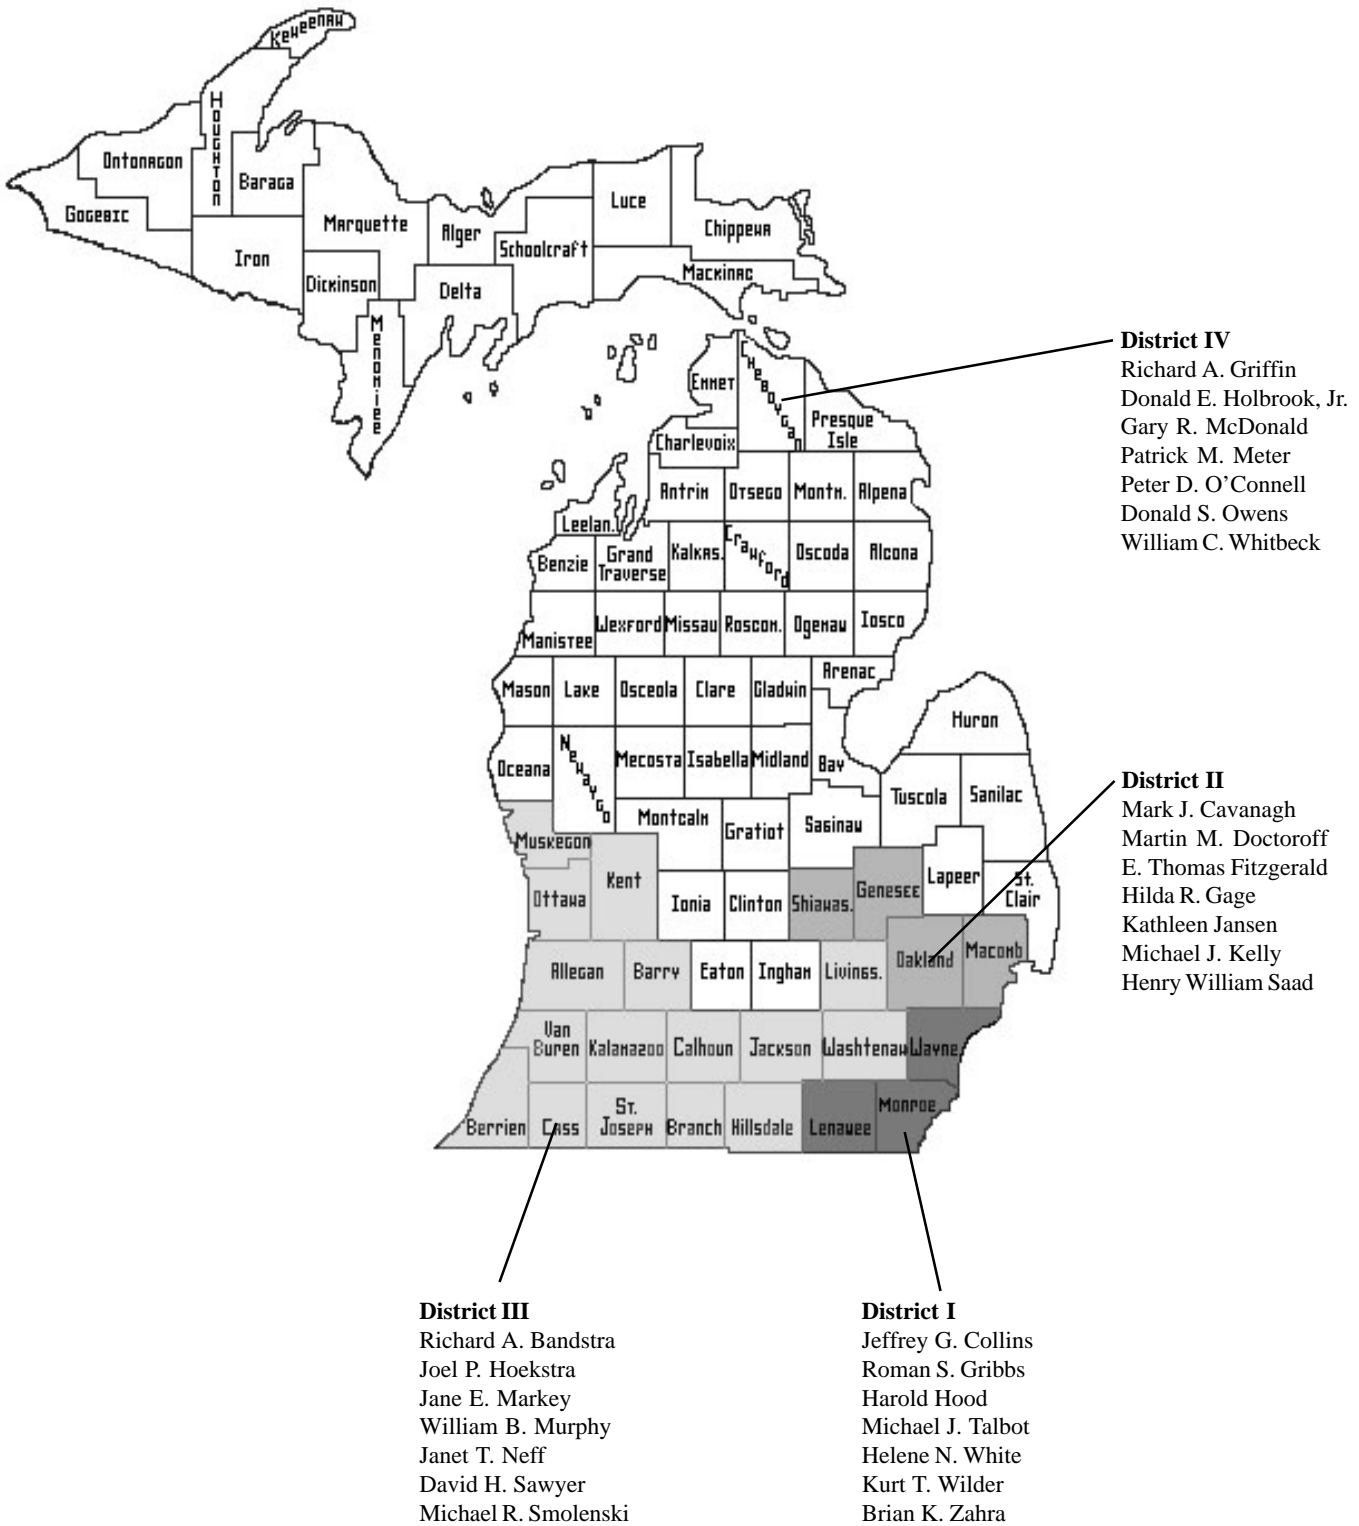 Keweenaw
Houghton
Ontonagon
Baraga
Gogebic
Marquette
Luce
Alger
Chippewa
Schoolcraft
Iron
Dickinson
Delta
Mackinac
Menomiee
Emmet
Cheboygan
Presque
Isle
Charlevoix
Antrim
Otsego
Montm.
Alpena
Leelan.
Benzie
Grand
Traverse
Kalkas.
Crawford
Oscoda
Alcona
Manistee
Wexford
Missau
Roscom.
Ogemaw
Iosco
Arenac
Mason
Lake
Osceola
Clare
Gladwin
Huron
Oceana
Newaygo
Mecosta
Isabella
Midland
Bay
Tuscola
Sanilac
Montcalm
Gratiot
Saginaw
Muskegon
Kent
Ottawa
Ionia
Clinton
Shiawas.
Genesee
Lapeer
St.
Clair
Allegan
Barry
Eaton
Ingham
Livings.
Oakland
Macomb
Van
Buren
Kalamazoo
Calhoun
Jackson
Washtenaw
Wayne
Berrien
Cass
St.
Joseph
Branch
Hillsdale
Lenawee
Monroe
District IV
Richard A. Griffin
Donald E. Holbrook, Jr.
Gary R. McDonald
Patrick M. Meter
Peter D. O'Connell
Donald S. Owens
William C. Whitbeck
District II
Mark J. Cavanagh
Martin M. Doctoroff
E. Thomas Fitzgerald
Hilda R. Gage
Kathleen Jansen
Michael J. Kelly
Henry William Saad
District III
Richard A. Bandstra
Joel P. Hoekstra
Jane E. Markey
William B. Murphy
Janet T. Neff
David H. Sawyer
Michael R. Smolenski
District I
Jeffrey G. Collins
Roman S. Gribbs
Harold Hood
Michael J. Talbot
Helene N. White
Kurt T. Wilder
Brian K. Zahra